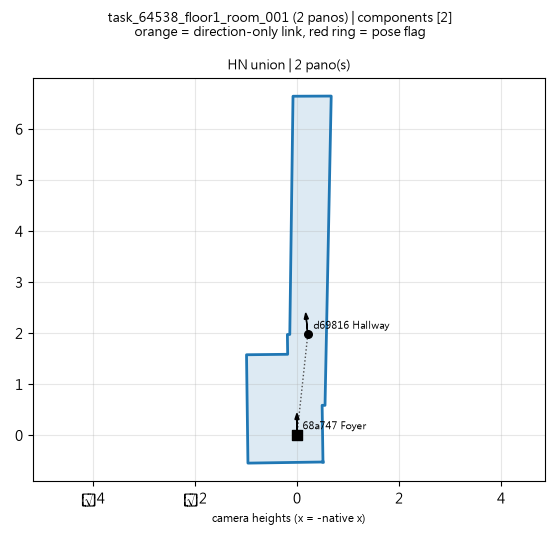 task_64538_floor1_room_001 (2 panos) | components [2]
orange = direction-only link, red ring = pose flag
HN union | 2 pano(s)
6
5
4
3
2
1
0
d69816 Hallway
68a747 Foyer
4
2
0
2
4
camera heights (x = -native x)